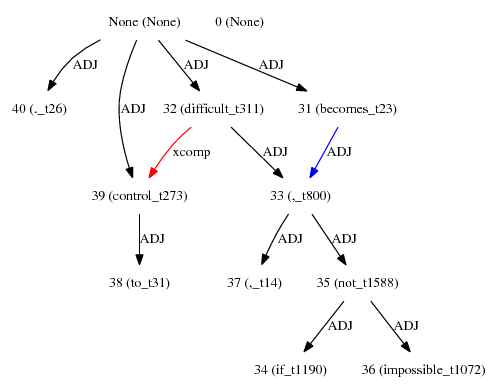 None (None) 0 (None)
ADJ ADJ ADJ
40 (._t26) ADJ 32 (difficult_t311) 31 (becomes_t23)
xcomp ADJ ADJ
39 (control_t273) 33 (,_t800)
ADJ ADJ ADJ
38 (to_t31) 37 (,_t14) 35 (not_t1588)
ADJ ADJ
34 (if_t1190) 36 (impossible_t1072)